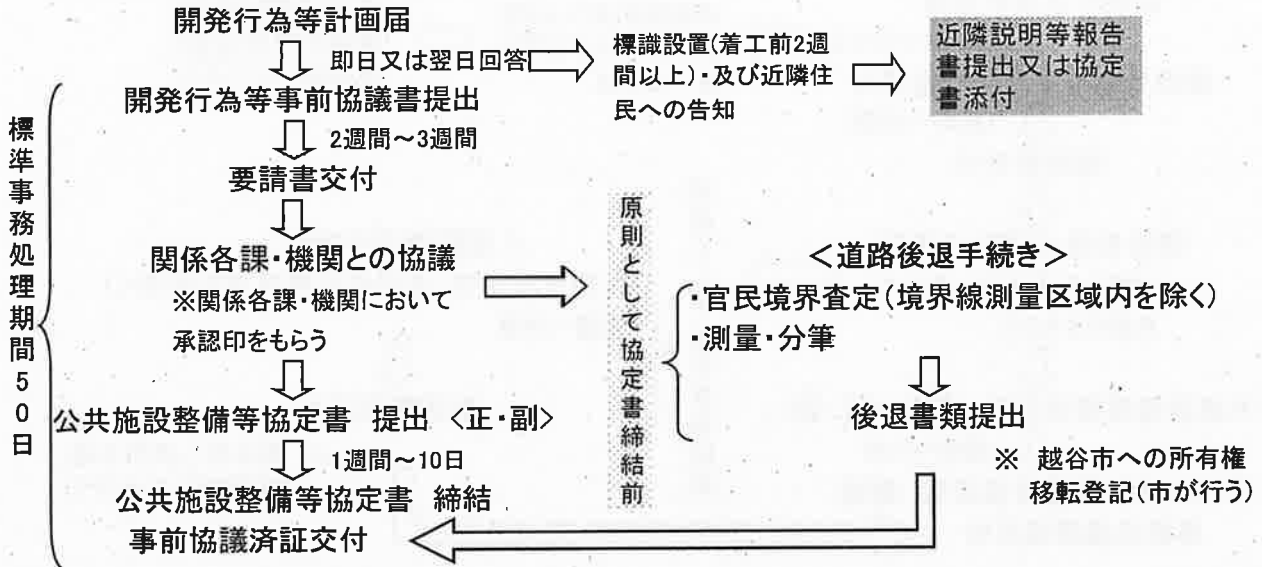 開発行為等計画届
即日又は翌日回答
標識設置(着工前2週
間以上)・及び近隣住
民への告知
近隣説明等報告
書提出又は協定
書添付
開発行為等事前協議書提出
2週間～3週間
要請書交付
関係各課・機関との協議
※関係各課・機関において
承認印をもらう
公共施設整備等協定書 提出 <正・副>
1週間～10日
公共施設整備等協定書 締結
事前協議済証交付
標準事務処理期間50日
原則として協定書締結前
<道路後退手続き>
・官民境界査定(境界線測量区域内を除く)
・測量・分筆
後退書類提出
※ 越谷市への所有権
移転登記(市が行う)